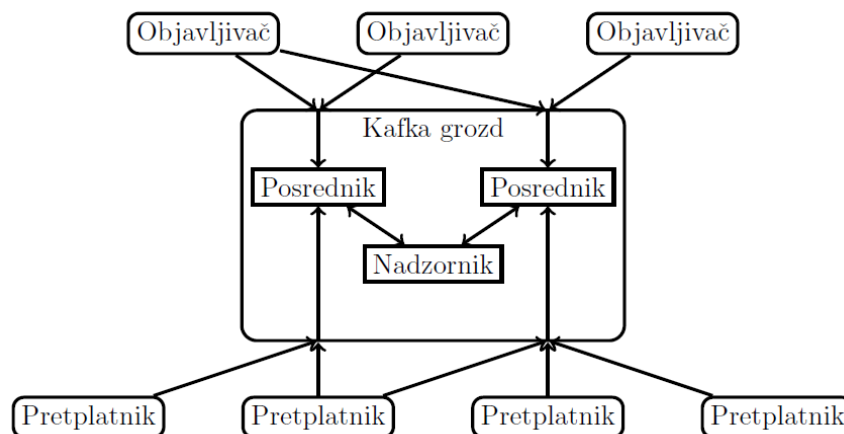 Objavljivač
Objavljivač
Objavljivač
Kafka grozd
Posrednik
Posrednik
Nadzornik
Pretplatnik
Pretplatnik
Pretplatnik
Pretplatnik